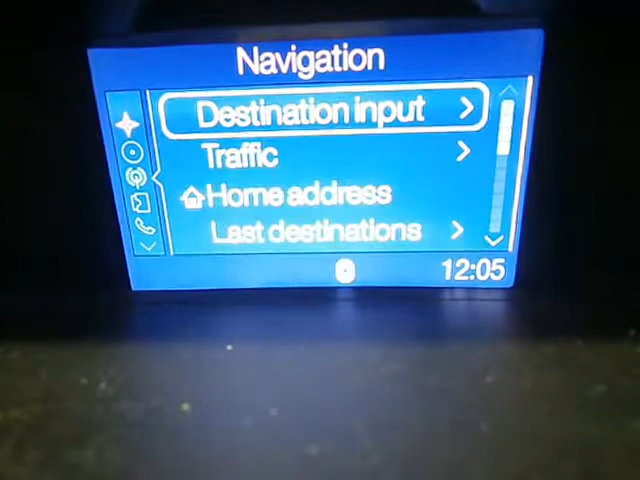 Navigation
Destination input
Traffic
Home address
Last destinations
12:05